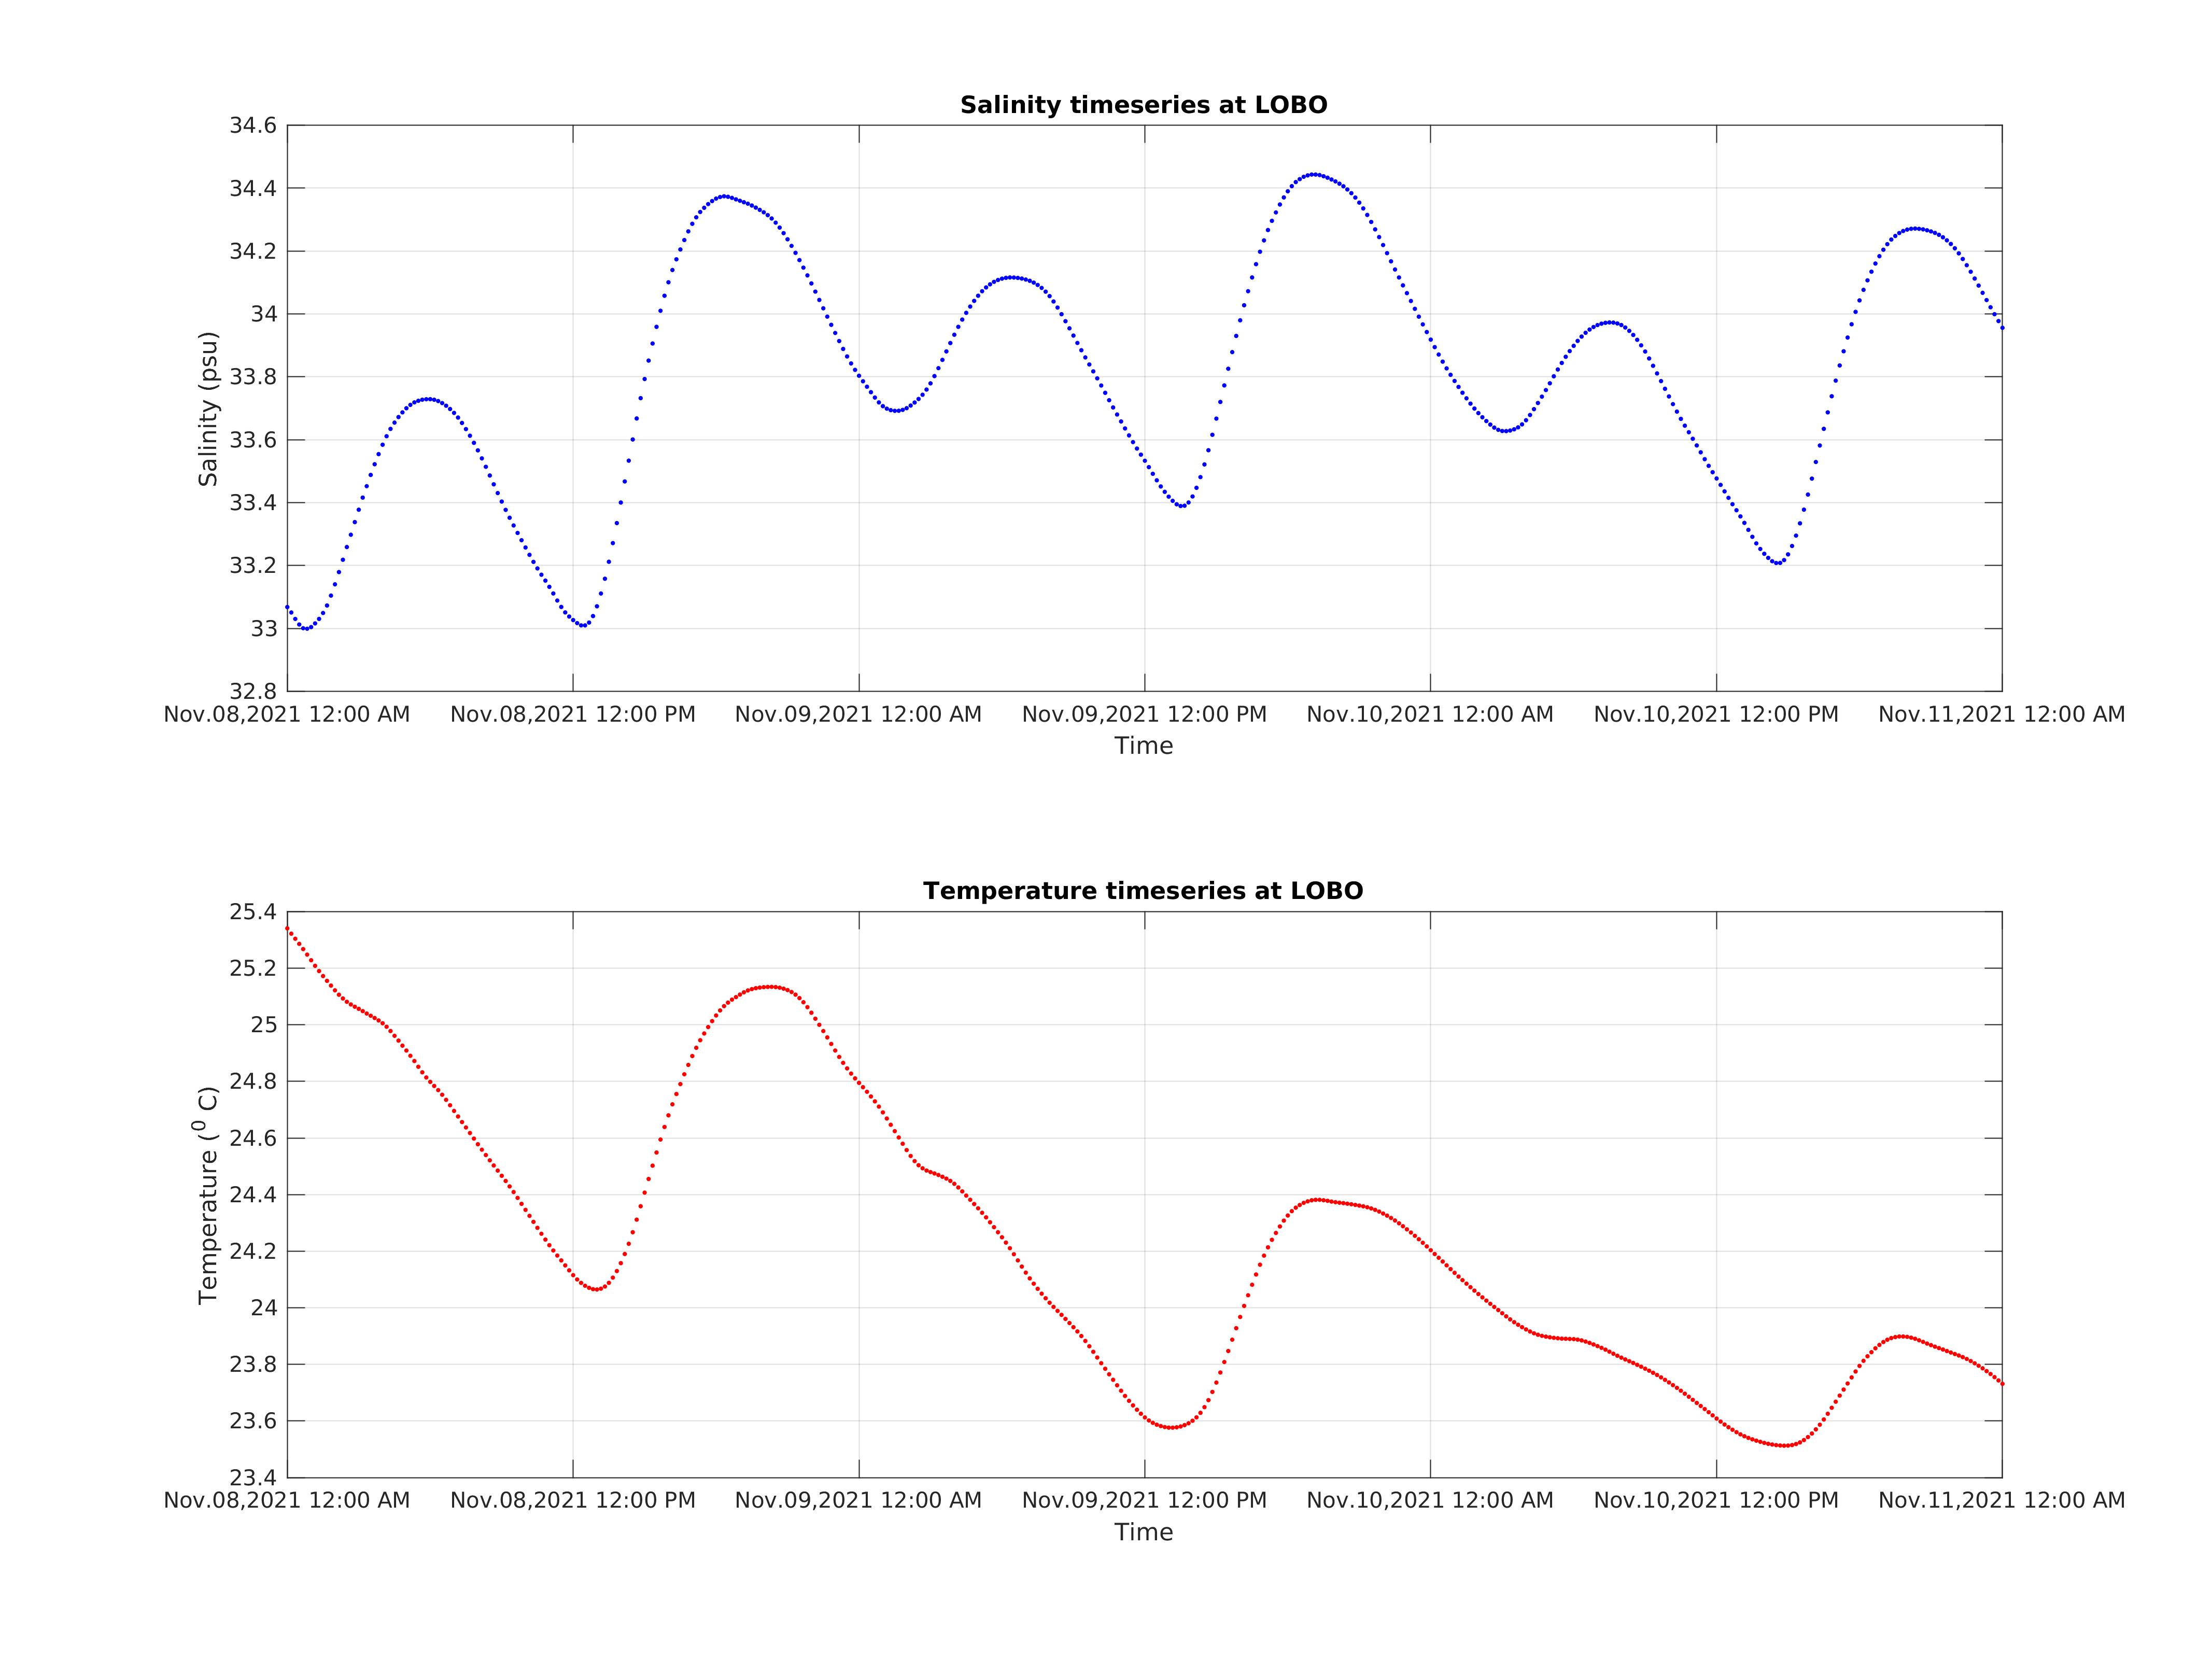 Salinity timeseries at LOBO
34.6
34.4
34.2
34
33.8
33.6
33.4
33.2
33
32.8
Salinity (psu)
Nov.08,2021 12:00 AM Nov.08,2021 12:00 PM Nov.09,2021 12:00 AM Nov.09,2021 12:00 PM Nov.10,2021 12:00 AM Nov.10,2021 12:00 PM Nov.11,2021 12:00 AM
Time
Temperature timeseries at LOBO
25.4
25.2
25
24.8
24.6
24.4
24.2
24
23.8
23.6
23.4
Temperature (⁰ C)
Nov.08,2021 12:00 AM Nov.08,2021 12:00 PM Nov.09,2021 12:00 AM Nov.09,2021 12:00 PM Nov.10,2021 12:00 AM Nov.10,2021 12:00 PM Nov.11,2021 12:00 AM
Time